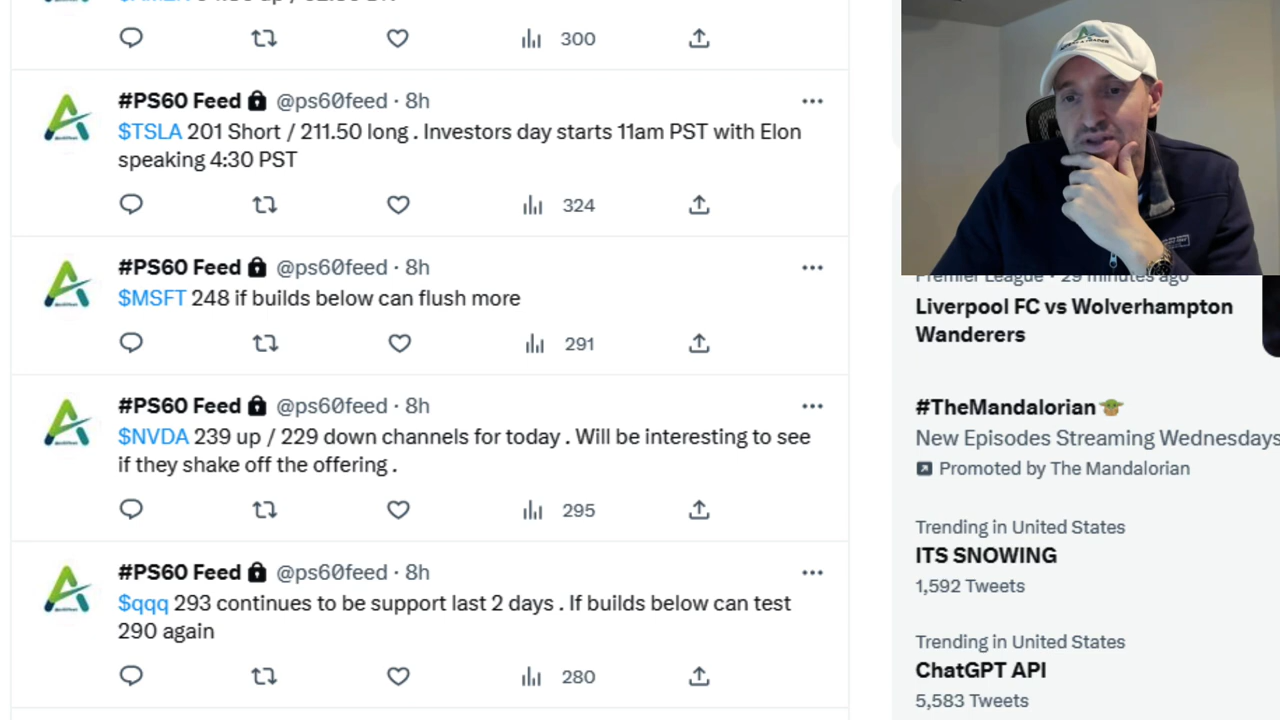 300
#PS60 Feed @ps60feed · 8h
$TSLA 201 Short / 211.50 long . Investors day starts 11am PST with Elon
speaking 4:30 PST
324
#PS60 Feed @ps60feed · 8h
$MSFT 248 if builds below can flush more
291
#PS60 Feed @ps60feed · 8h
$NVDA 239 up / 229 down channels for today . Will be interesting to see
if they shake off the offering .
295
#PS60 Feed @ps60feed · 8h
$qqq 293 continues to be support last 2 days . If builds below can test
290 again
280
Premier League · 29 minutes ago
Liverpool FC vs Wolverhampton
Wanderers
#TheMandalorian
New Episodes Streaming Wednesdays
Promoted by The Mandalorian
Trending in United States
ITS SNOWING
1,592 Tweets
Trending in United States
ChatGPT API
5,583 Tweets